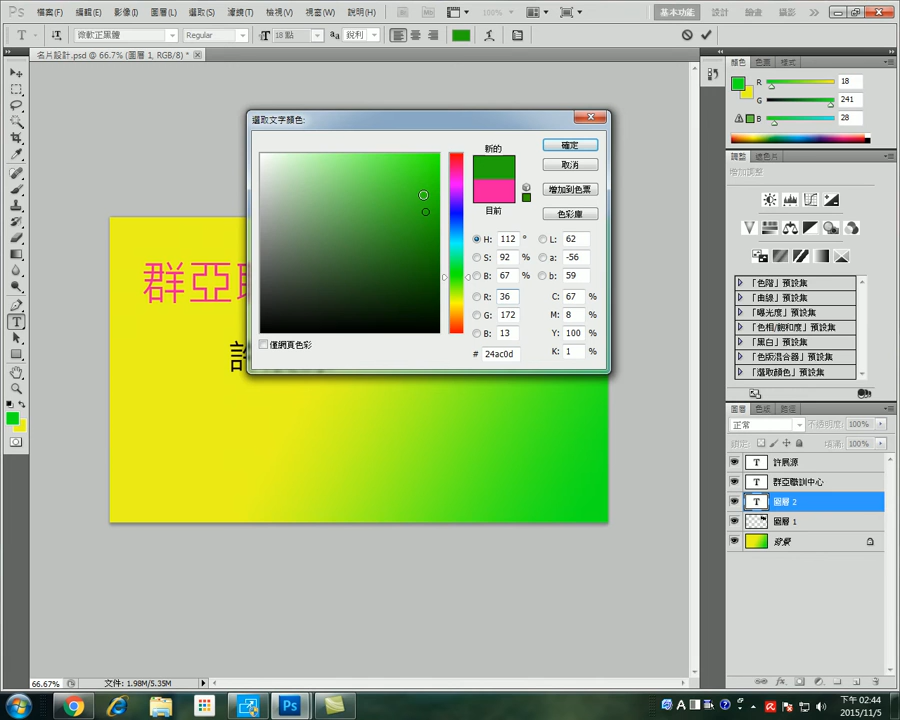 Ps 檔案(F) 編輯(E) 影像(I) 圖層(L) 選取(S) 濾鏡(T) 檢視(V) 視窗(W) 說明(H) Mb 100% 基本功能 設計 繪畫 攝影
T 微軟正黑體 Regular 18 點 銳利
名片設計.psd @ 66.7% (圖層 1, RGB/8) *
顏色 色票 樣式
R 18
G 241
B 28
選取文字顏色:
新的
目前
確定
取消
增加到色票
色彩庫
H: 112 ° L: 62
S: 92 % a: -56
B: 67 % b: 59
R: 36 C: 67 %
G: 172 M: 8 %
B: 13 Y: 100 %
# 24ac0d K: 1 %
僅網頁色彩
群亞
調整 遮色片
增加調整
「色階」預設集
「曲線」預設集
「曝光度」預設集
「色相/飽和度」預設集
「黑白」預設集
「色版混合器」預設集
「選取顏色」預設集
圖層 色版 路徑
正常 不透明度: 100%
鎖定: 填滿: 100%
T 許展源
T 群亞職訓中心
T 圖層 2
圖層 1
背景
66.67% 文件: 1.98M/5.35M
下午 02:44
2015/11/5